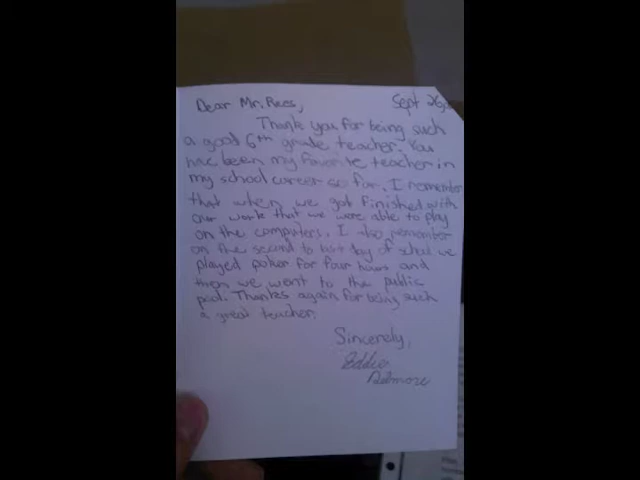 Dear Mr. Rees, Sept 26,
Thank you for being such
a good 6th grade teacher. You
hac been my favorite teacher in
my school career so far. I remember
that when we got finished with
our work that we were able to play
on the computers. I also remember
on the second to last day of school we
played poker for four hours and
then we went to the public
pool. Thanks again for being such
a great teacher.
Sincerely,
Eddie